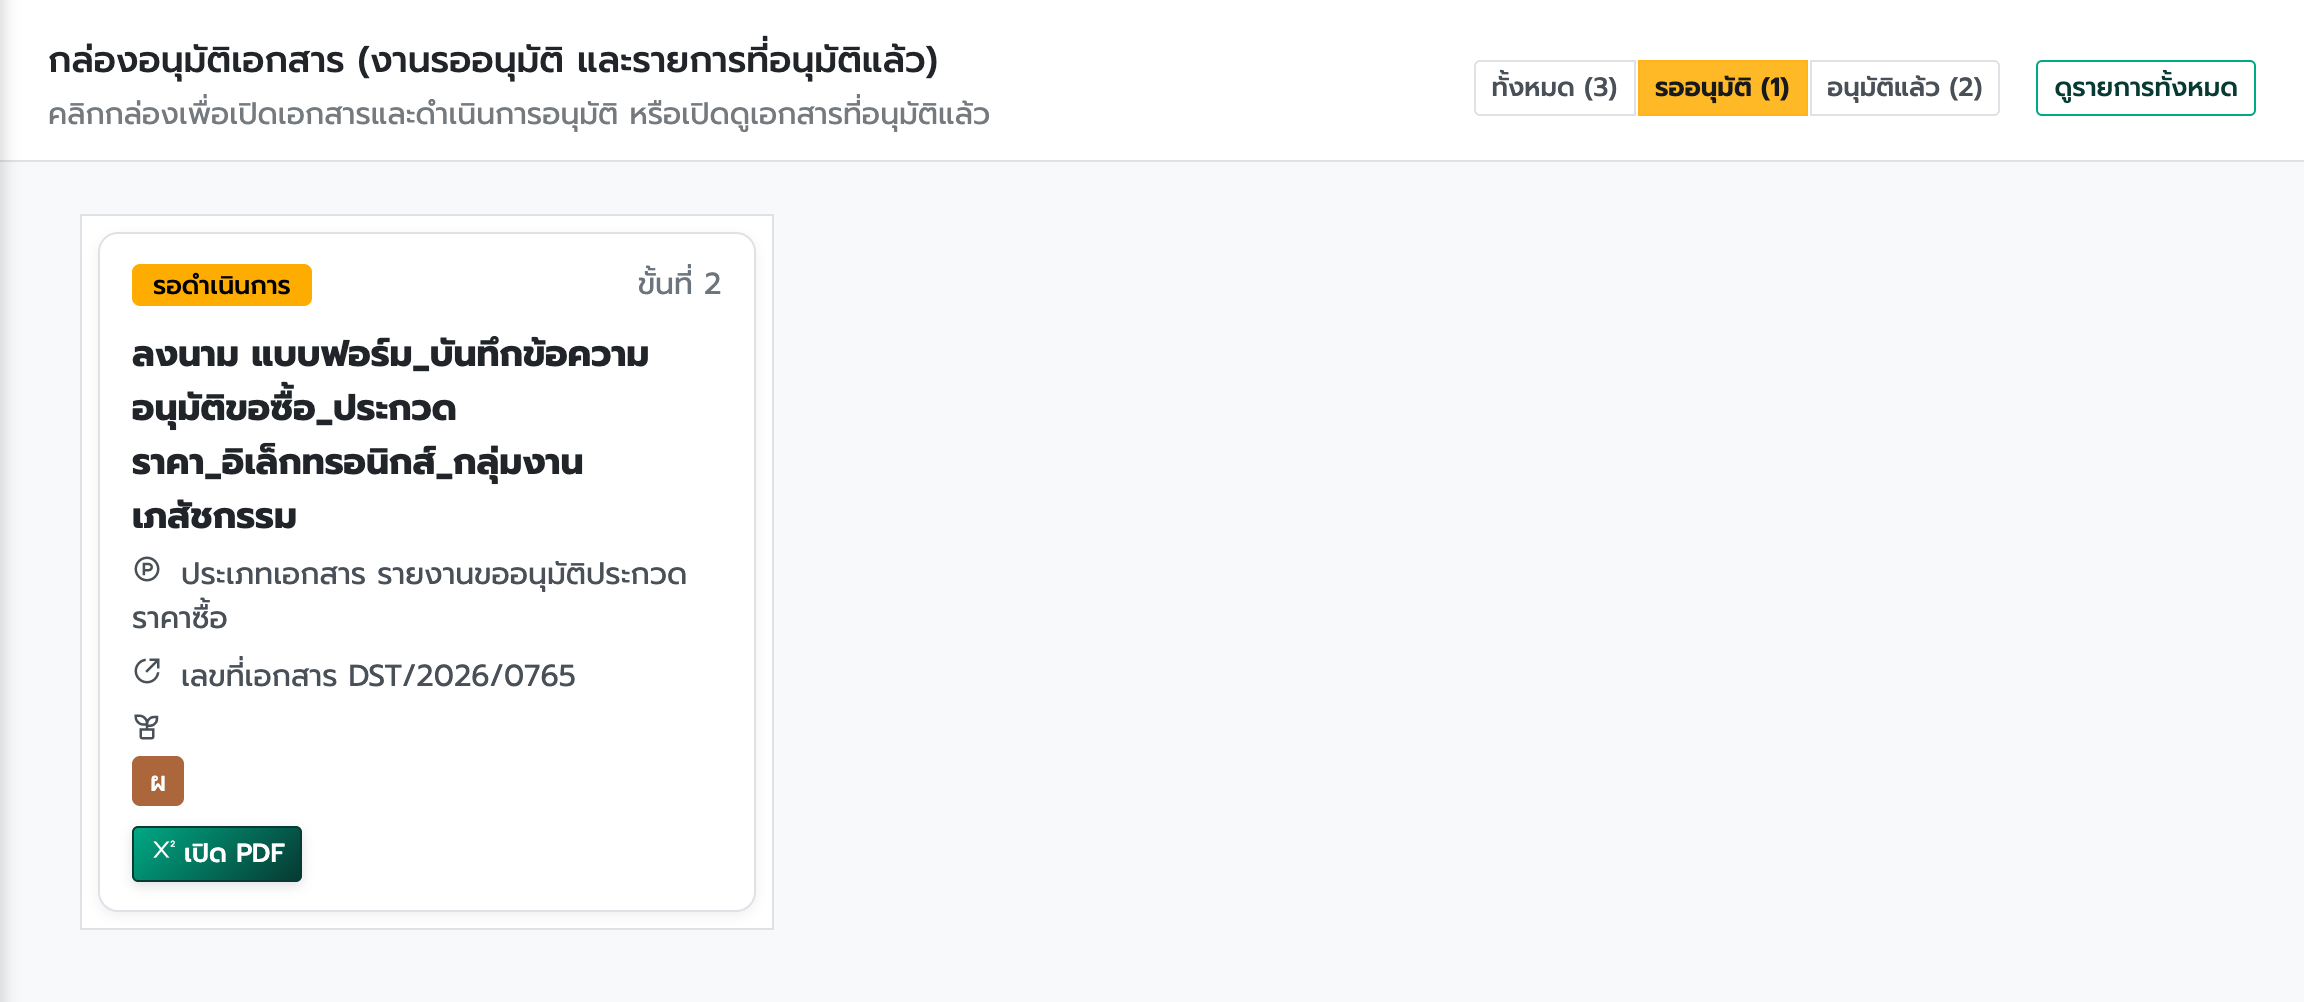 กล่องอนุมัติเอกสาร (งานรออนุมัติ และรายการที่อนุมัติแล้ว)
คลิกกล่องเพื่อเปิดเอกสารและดำเนินการอนุมัติ หรือเปิดดูเอกสารที่อนุมัติแล้ว
ทั้งหมด (3)
รออนุมัติ (1)
อนุมัติแล้ว (2)
ดูรายการทั้งหมด
รอดำเนินการ
ขั้นที่ 2
ลงนาม แบบฟอร์ม_บันทึกข้อความ
อนุมัติขอซื้อ_ประกวด
ราคา_อิเล็กทรอนิกส์_กลุ่มงาน
เภสัชกรรม
ประเภทเอกสาร รายงานขออนุมัติประกวด
ราคาซื้อ
เลขที่เอกสาร DST/2026/0765
ผ
X² เปิด PDF